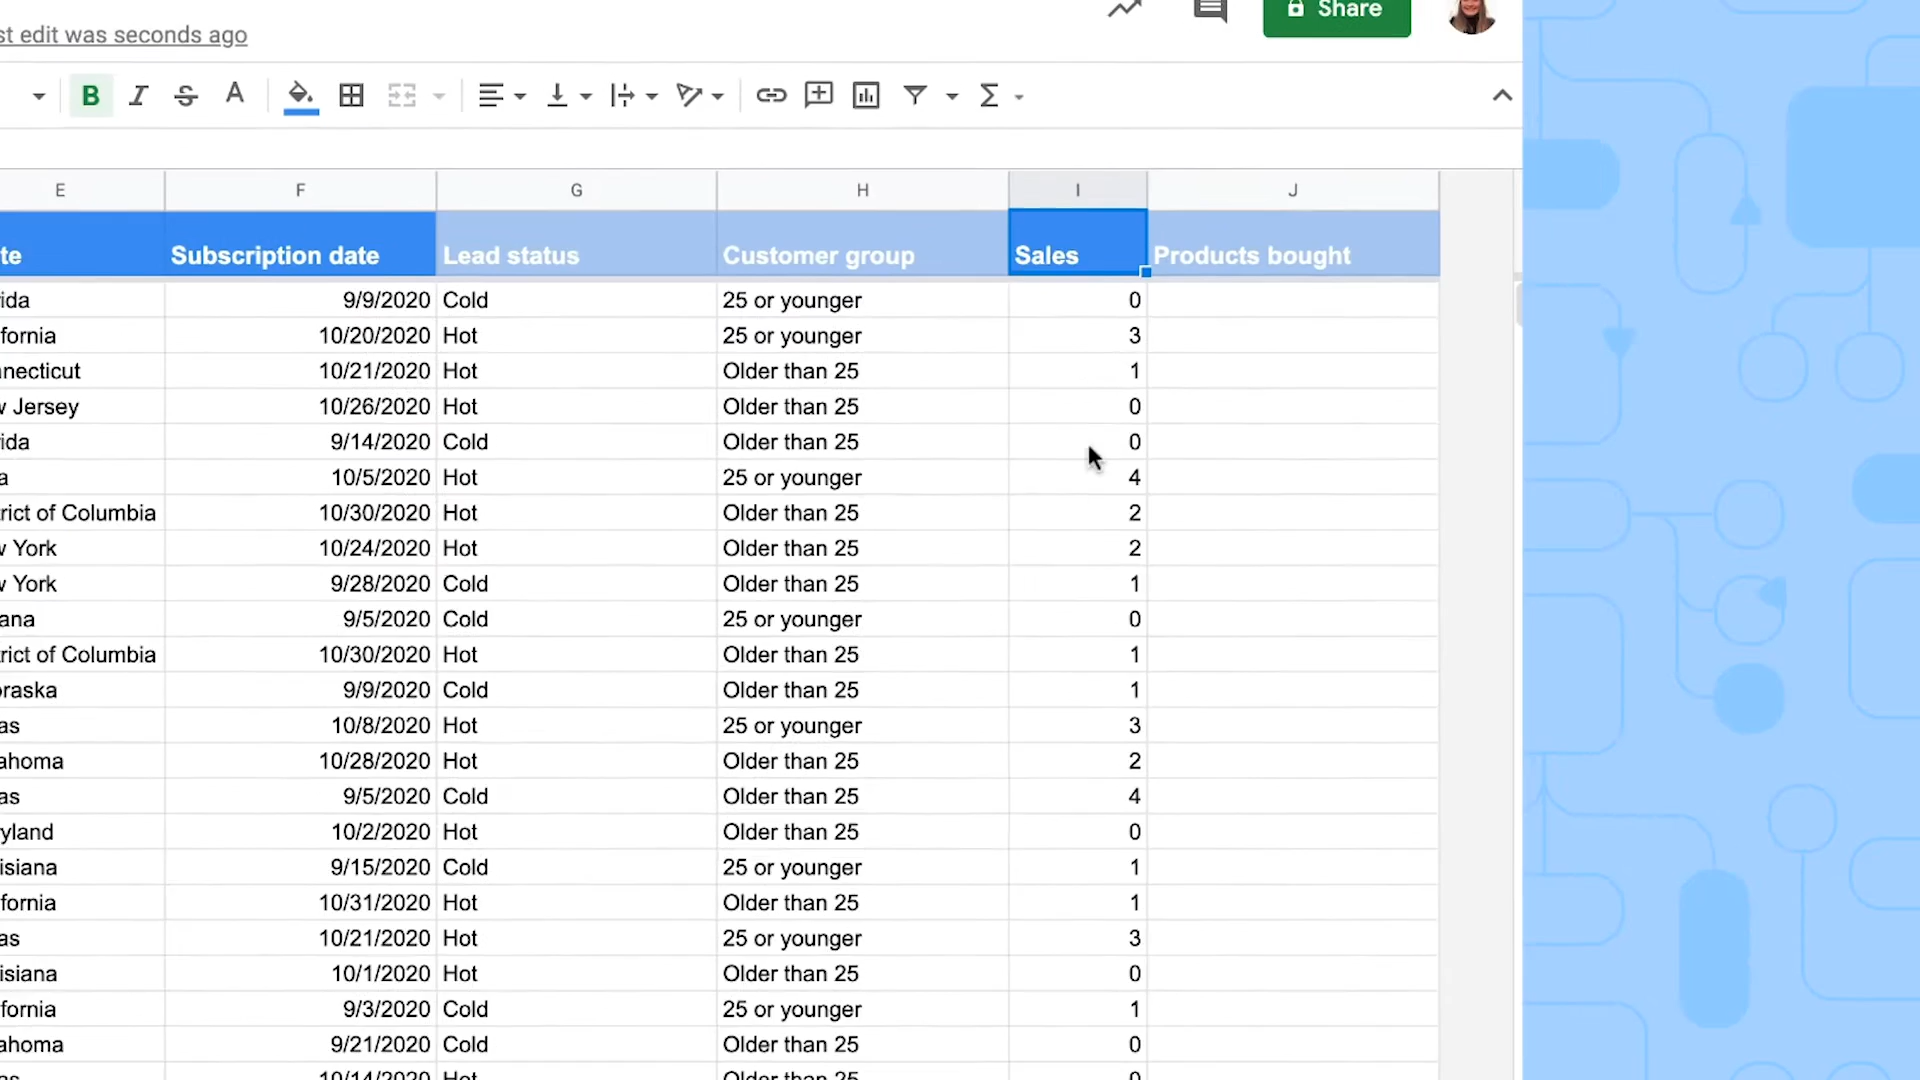 st edit was seconds ago
Share
B I S A
E F G H I J
te Subscription date Lead status Customer group Sales Products bought
ida 9/9/2020 Cold 25 or younger 0
fornia 10/20/2020 Hot 25 or younger 3
necticut 10/21/2020 Hot Older than 25 1
Jersey 10/26/2020 Hot Older than 25 0
ida 9/14/2020 Cold Older than 25 0
a 10/5/2020 Hot 25 or younger 4
rict of Columbia 10/30/2020 Hot Older than 25 2
York 10/24/2020 Hot Older than 25 2
York 9/28/2020 Cold Older than 25 1
ana 9/5/2020 Cold 25 or younger 0
rict of Columbia 10/30/2020 Hot Older than 25 1
raska 9/9/2020 Cold Older than 25 1
as 10/8/2020 Hot 25 or younger 3
ahoma 10/28/2020 Hot Older than 25 2
as 9/5/2020 Cold Older than 25 4
yland 10/2/2020 Hot Older than 25 0
isiana 9/15/2020 Cold 25 or younger 1
fornia 10/31/2020 Hot Older than 25 1
as 10/21/2020 Hot 25 or younger 3
isiana 10/1/2020 Hot Older than 25 0
fornia 9/3/2020 Cold 25 or younger 1
ahoma 9/21/2020 Cold Older than 25 0
as 10/14/2020 Hot Older than 25 0